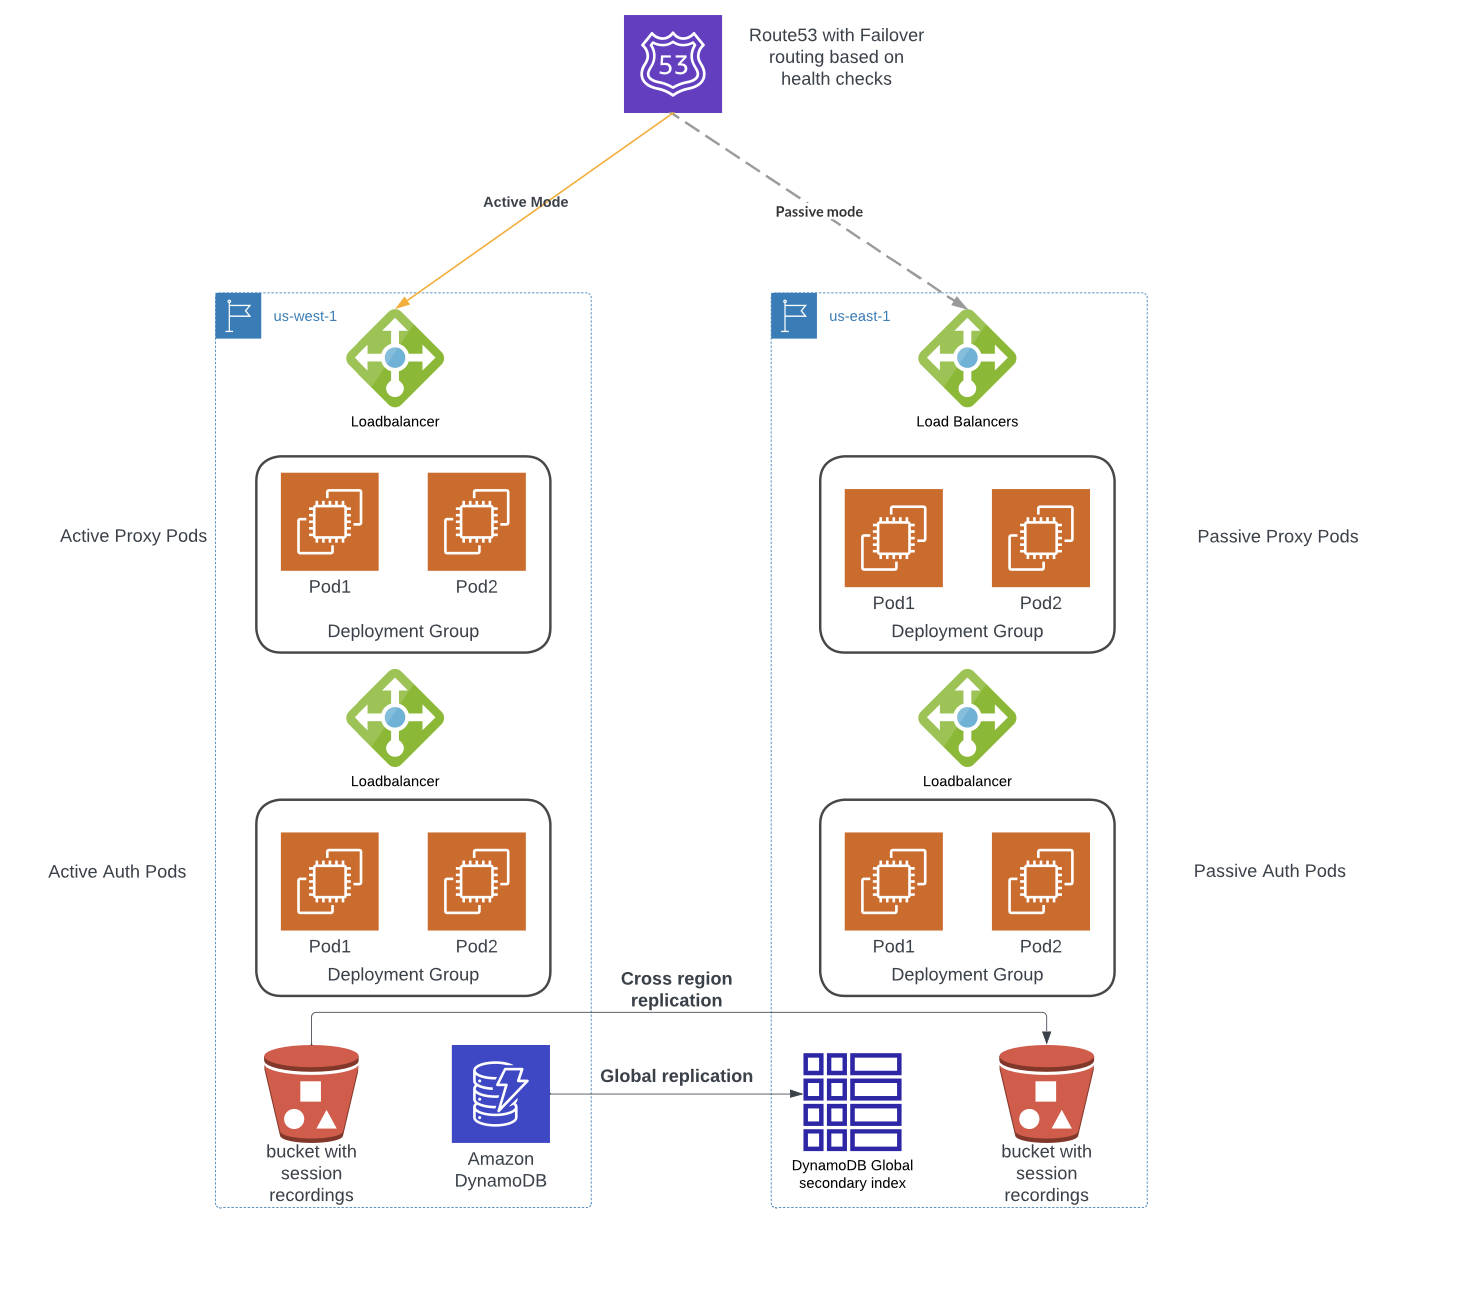 53
Route53 with Failover
routing based on
health checks
Active Mode
Passive mode
us-west-1
us-east-1
Loadbalancer
Load Balancers
Active Proxy Pods
Pod1
Pod2
Deployment Group
Pod1
Pod2
Deployment Group
Passive Proxy Pods
Loadbalancer
Loadbalancer
Active Auth Pods
Pod1
Pod2
Deployment Group
Pod1
Pod2
Deployment Group
Passive Auth Pods
Cross region
replication
Global replication
bucket with
session
recordings
Amazon
DynamoDB
DynamoDB Global
secondary index
bucket with
session
recordings